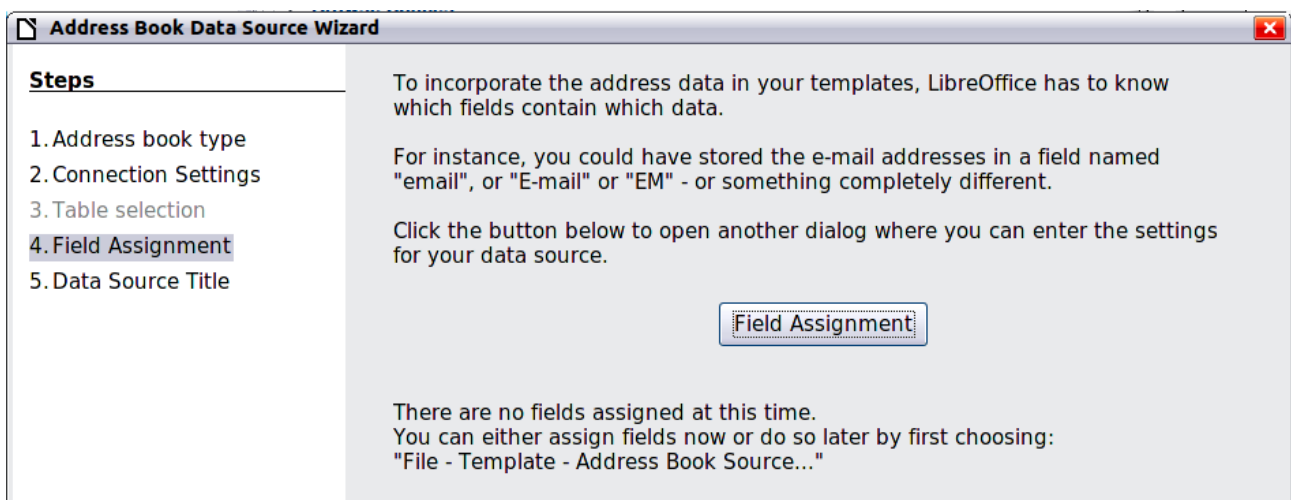 Address Book Data Source Wizard
Steps
1. Address book type
2. Connection Settings
3. Table selection
4. Field Assignment
5. Data Source Title
To incorporate the address data in your templates, LibreOffice has to know
which fields contain which data.
For instance, you could have stored the e-mail addresses in a field named
"email", or "E-mail" or "EM" - or something completely different.
Click the button below to open another dialog where you can enter the settings
for your data source.
Field Assignment
There are no fields assigned at this time.
You can either assign fields now or do so later by first choosing:
"File - Template - Address Book Source..."